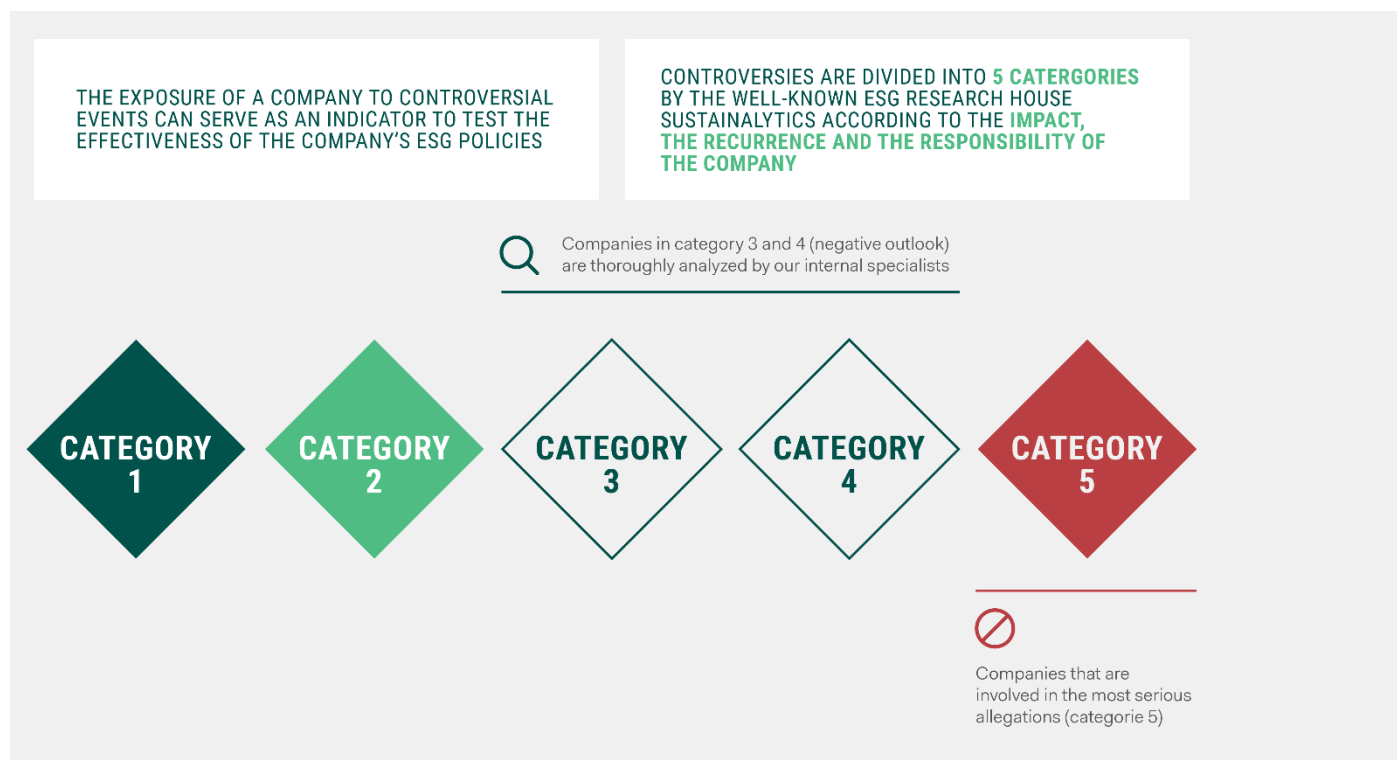 THE EXPOSURE OF A COMPANY TO CONTROVERSIAL
EVENTS CAN SERVE AS AN INDICATOR TO TEST THE
EFFECTIVENESS OF THE COMPANY'S ESG POLICIES
CONTROVERSIES ARE DIVIDED INTO 5 CATERGORIES
BY THE WELL-KNOWN ESG RESEARCH HOUSE
SUSTAINALYTICS ACCORDING TO THE IMPACT,
THE RECURRENCE AND THE RESPONSIBILITY OF
THE COMPANY
Companies in category 3 and 4 (negative outlook)
are thoroughly analyzed by our internal specialists
CATEGORY
1
CATEGORY
2
CATEGORY
3
CATEGORY
4
CATEGORY
5
Companies that are
involved in the most serious
allegations (categorie 5)